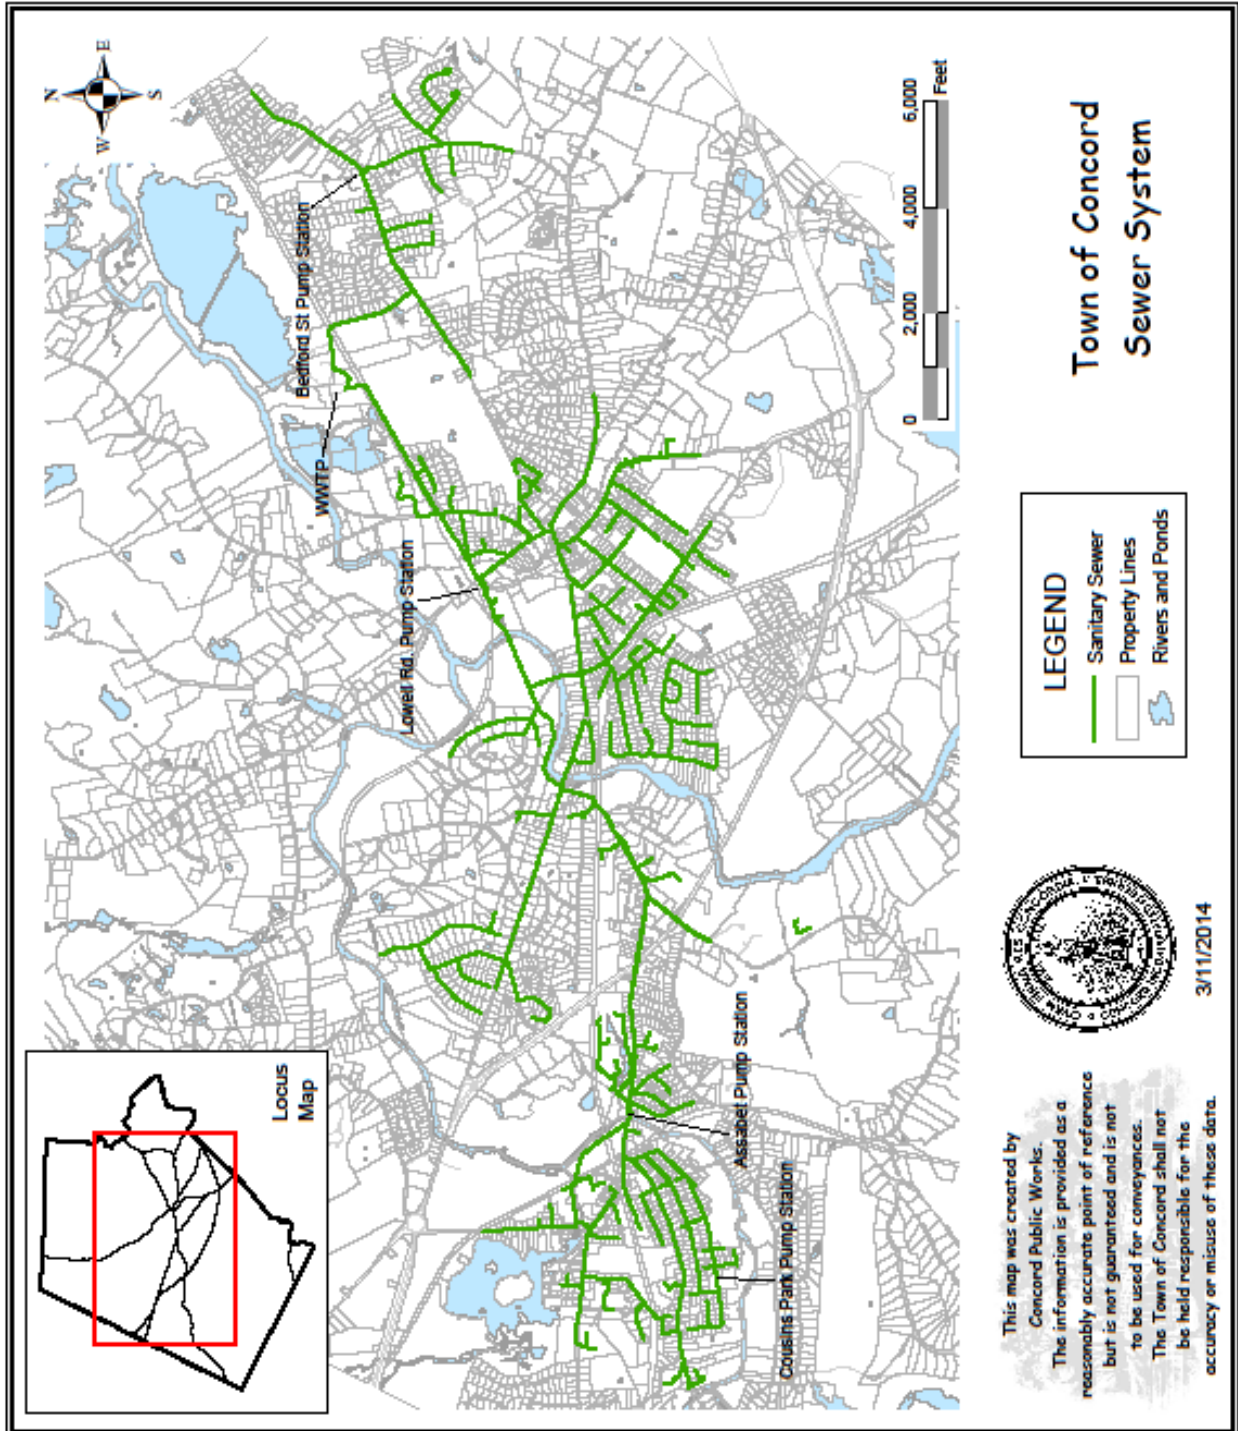 N
W
E
S
Bedford St Pump Station
WWTP
Lowell Rd. Pump Station
Assabet Pump Station
Cousins Park Pump Station
Locus
Map
0
2,000
4,000
6,000
Feet
Town of Concord
Sewer System
LEGEND
Sanitary Sewer
Property Lines
Rivers and Ponds
3/11/2014
This map was created by
Concord Public Works.
The information is provided as a
reasonably accurate point of reference
but is not guaranteed and is not
to be used for conveyances.
The Town of Concord shall not
be held responsible for the
accuracy or misuse of these data.